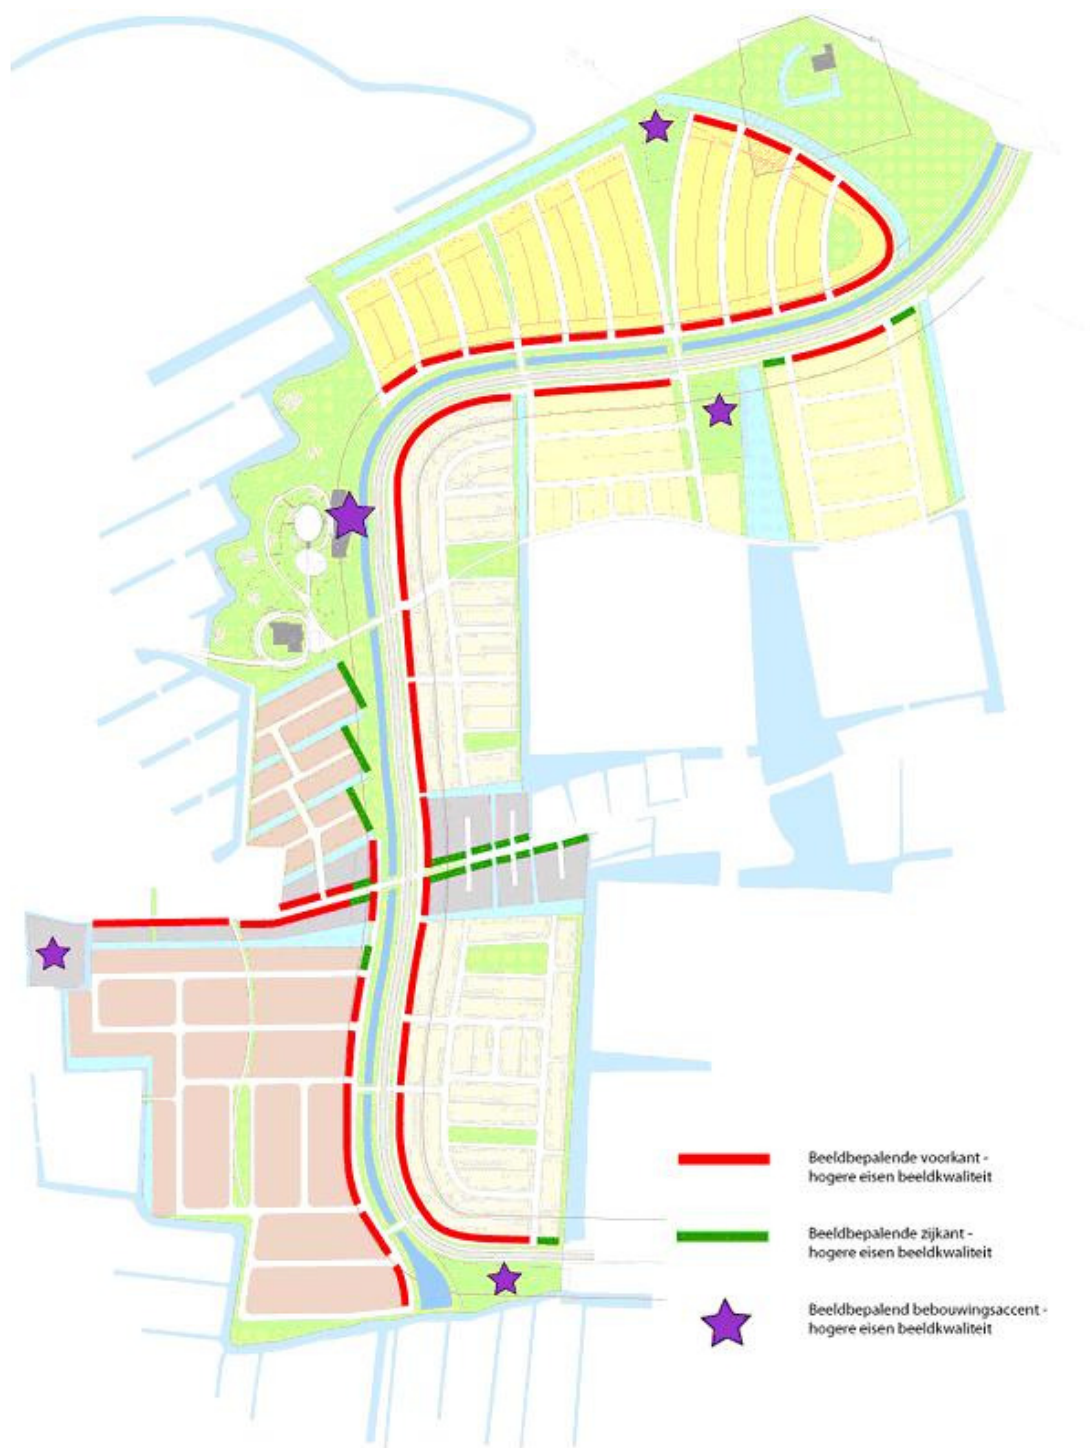 Beeldbepalende voorkant -
hogere eisen beeldkwaliteit
Beeldbepalende zijkant -
hogere eisen beeldkwaliteit
Beeldbepalend bebouwingsaccent -
hogere eisen beeldkwaliteit